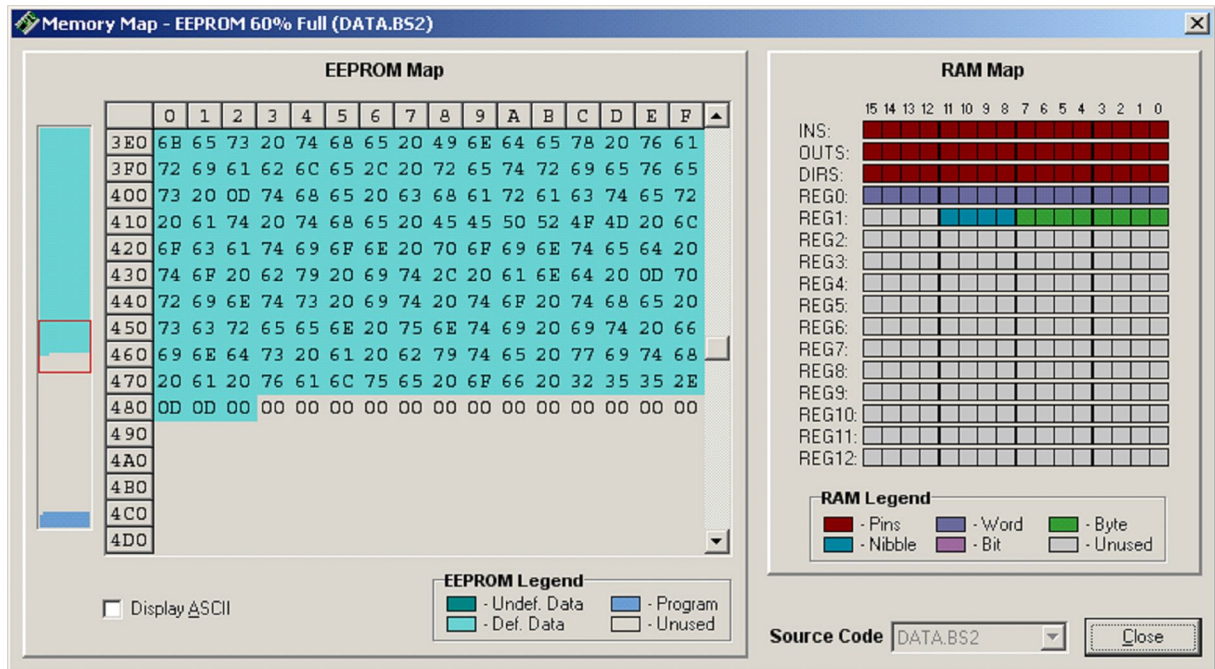 Memory Map - EEPROM 60% Full (DATA.BS2)
EEPROM Map
0 1 2 3 4 5 6 7 8 9 A B C D E F
3E0 6B 65 73 20 74 68 65 20 49 6E 64 65 78 20 76 61
3F0 72 69 61 62 6C 65 2C 20 72 65 74 72 69 65 76 65
400 73 20 0D 74 68 65 20 63 68 61 72 61 63 74 65 72
410 20 61 74 20 74 68 65 20 45 45 50 52 4F 4D 20 6C
420 6F 63 61 74 69 6F 6E 20 70 6F 69 6E 74 65 64 20
430 74 6F 20 62 79 20 69 74 2C 20 61 6E 64 20 0D 70
440 72 69 6E 74 73 20 69 74 20 74 6F 20 74 68 65 20
450 73 63 72 65 65 6E 20 75 6E 74 69 20 69 74 20 66
460 69 6E 64 73 20 61 20 62 79 74 65 20 77 69 74 68
470 20 61 20 76 61 6C 75 65 20 6F 66 20 32 35 35 2E
480 0D 0D 00 00 00 00 00 00 00 00 00 00 00 00 00 00
490
4A0
4B0
4C0
4D0
Display ASCII
EEPROM Legend
- Undef. Data - Program
- Def. Data - Unused
RAM Map
15 14 13 12 11 10 9 8 7 6 5 4 3 2 1 0
INS:
OUTS:
DIRS:
REG0:
REG1:
REG2:
REG3:
REG4:
REG5:
REG6:
REG7:
REG8:
REG9:
REG10:
REG11:
REG12:
RAM Legend
- Pins - Word - Byte
- Nibble - Bit - Unused
Source Code DATA.BS2 Close